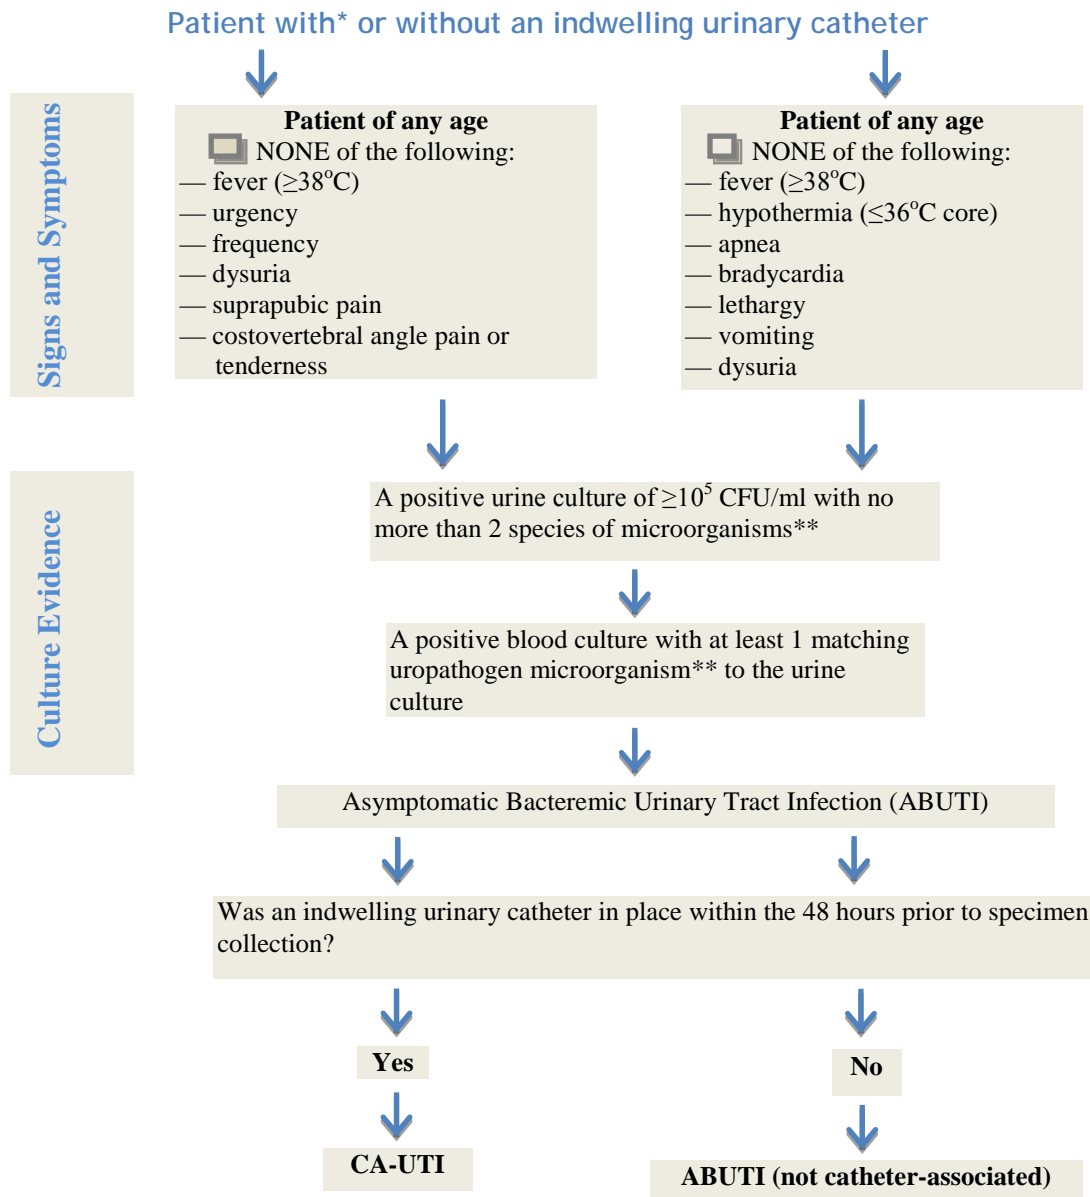 Patient with* or without an indwelling urinary catheter
Signs and Symptoms
Patient of any age
NONE of the following:
— fever (≥38°C)
— urgency
— frequency
— dysuria
— suprapubic pain
— costovertebral angle pain or
tenderness
Patient of any age
NONE of the following:
— fever (≥38°C)
— hypothermia (≤36°C core)
— apnea
— bradycardia
— lethargy
— vomiting
— dysuria
Culture Evidence
A positive urine culture of ≥10⁵ CFU/ml with no
more than 2 species of microorganisms**
A positive blood culture with at least 1 matching
uropathogen microorganism** to the urine
culture
Asymptomatic Bacteremic Urinary Tract Infection (ABUTI)
Was an indwelling urinary catheter in place within the 48 hours prior to specimen
collection?
Yes
No
CA-UTI
ABUTI (not catheter-associated)